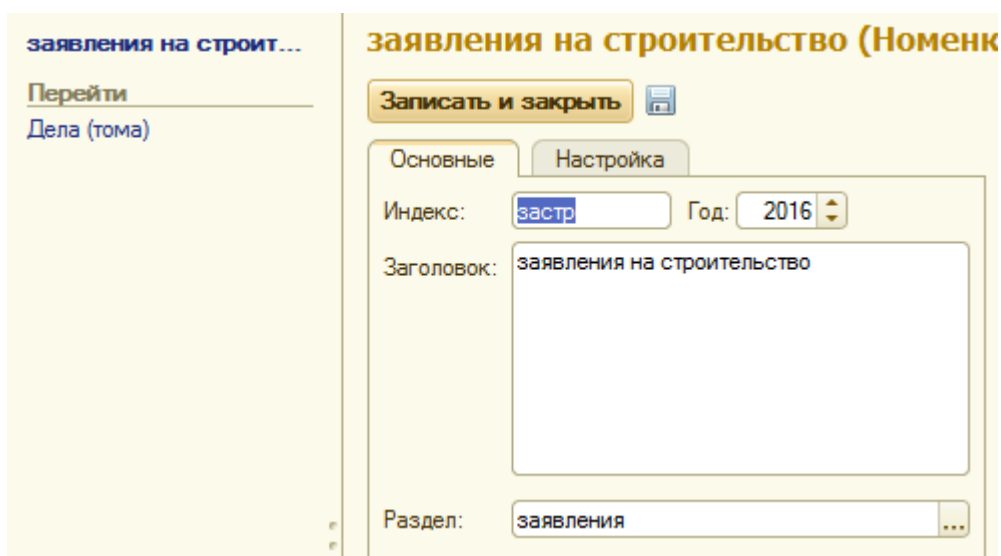 заявления на строит...
Перейти
Дела (тома)
заявления на строительство (Номенк
Записать и закрыть
Основные Настройка
Индекс: застр Год: 2016
Заголовок: заявления на строительство
Раздел: заявления ...